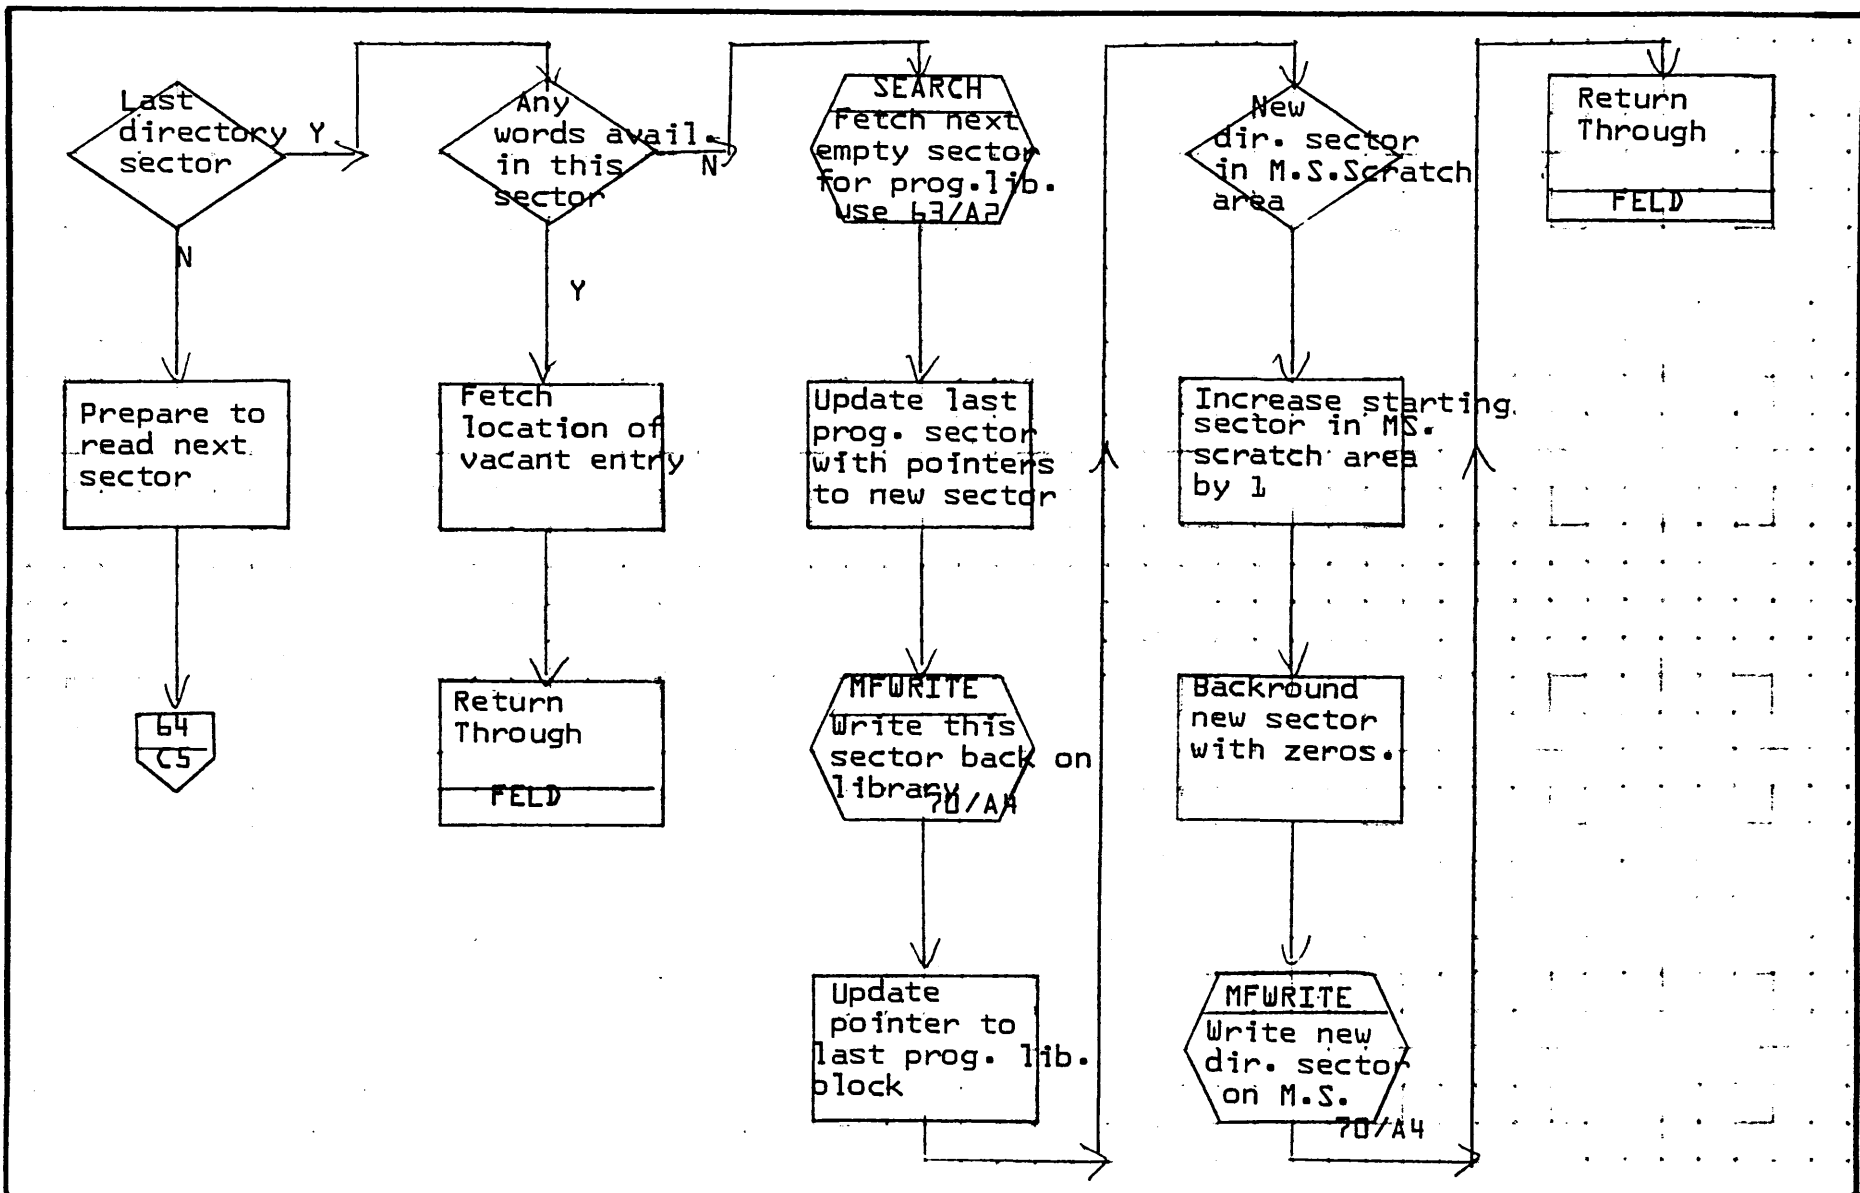 Last
directory
sector
Y
N
Prepare to
read next
sector
64
C5
Any
words avail.
in this
sector
N
Y
Fetch
location of
vacant entry
Return
Through
FELD
SEARCH
Fetch next
empty sector
for prog.lib.
use 63/A2
Update last
prog. sector
with pointers
to new sector
MFWRITE
Write this
sector back on
library
70/A4
Update
pointer to
last prog. lib.
block
New
dir. sector
in M.S.Scratch
area
Increase starting
sector in MS.
scratch area
by 1
Backround
new sector
with zeros.
MFWRITE
Write new
dir. sector
on M.S.
70/A4
Return
Through
FELD